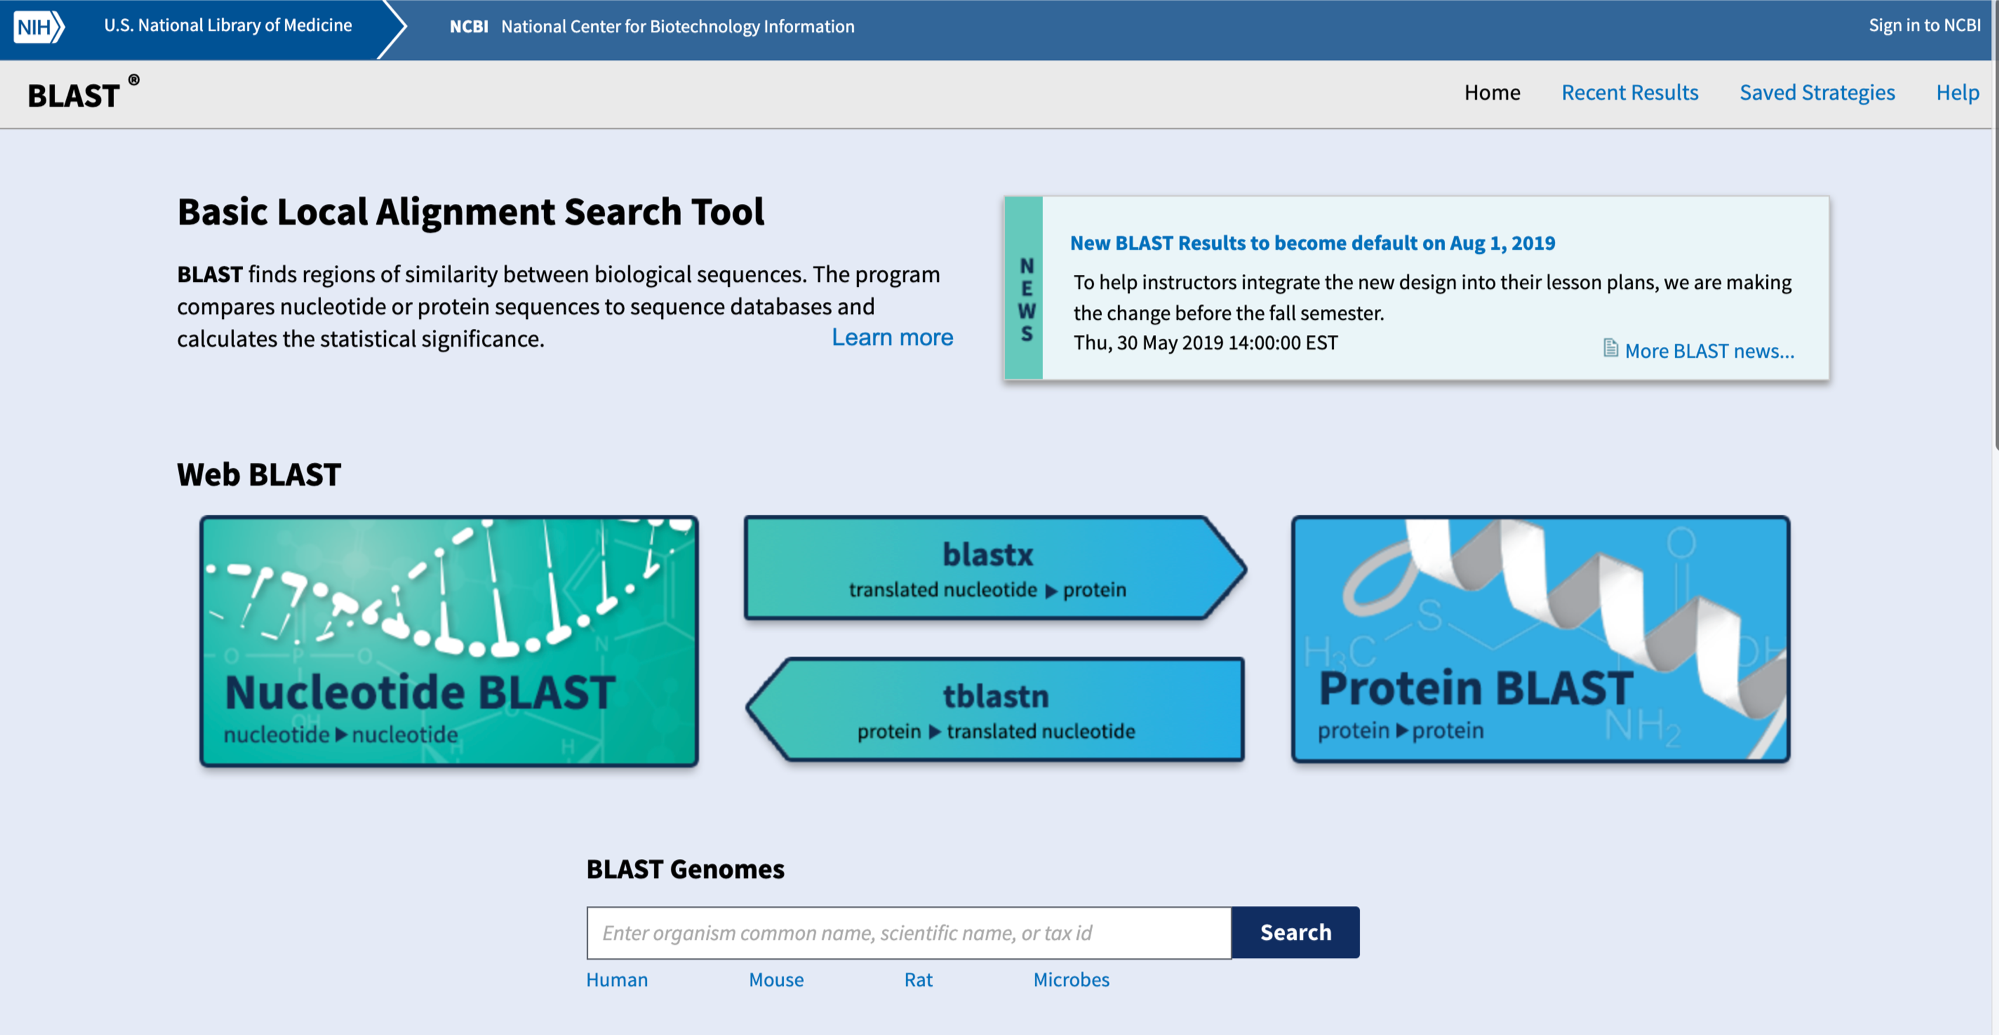 NIH
U.S. National Library of Medicine
NCBI National Center for Biotechnology Information
Sign in to NCBI
BLAST ®
Home
Recent Results
Saved Strategies
Help
Basic Local Alignment Search Tool
BLAST finds regions of similarity between biological sequences. The program
compares nucleotide or protein sequences to sequence databases and
calculates the statistical significance.
Learn more
NEWS
New BLAST Results to become default on Aug 1, 2019
To help instructors integrate the new design into their lesson plans, we are making
the change before the fall semester.
Thu, 30 May 2019 14:00:00 EST
More BLAST news...
Web BLAST
Nucleotide BLAST
nucleotide ▶ nucleotide
blastx
translated nucleotide ▶ protein
tblastn
protein ▶ translated nucleotide
O
S
H₃C
OH
Protein BLAST
NH₂
protein ▶ protein
BLAST Genomes
Enter organism common name, scientific name, or tax id
Search
Human
Mouse
Rat
Microbes